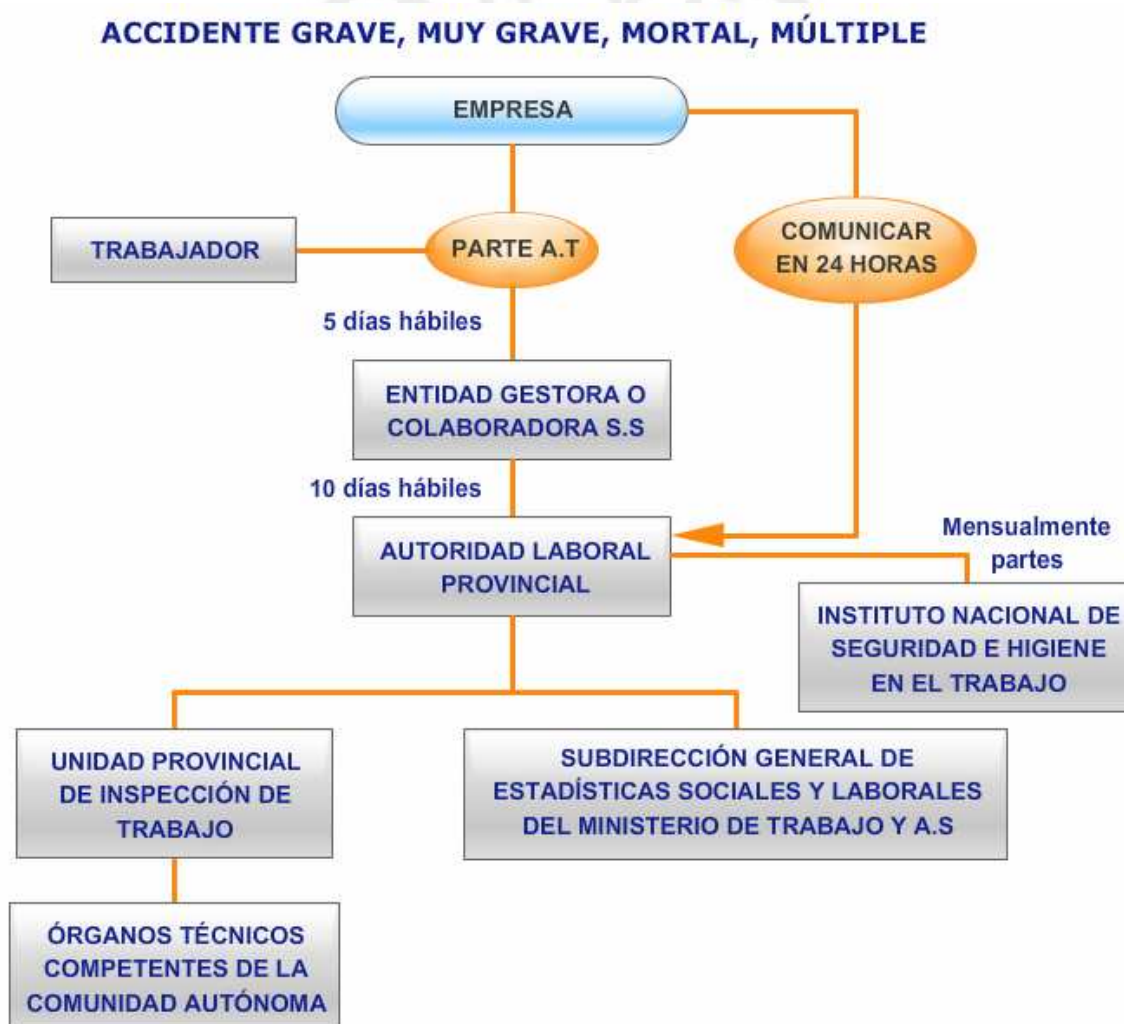 ACCIDENTE GRAVE, MUY GRAVE, MORTAL, MÚLTIPLE
EMPRESA
TRABAJADOR
PARTE A.T
COMUNICAR
EN 24 HORAS
5 días hábiles
ENTIDAD GESTORA O
COLABORADORA S.S
10 días hábiles
AUTORIDAD LABORAL
PROVINCIAL
Mensualmente
partes
INSTITUTO NACIONAL DE
SEGURIDAD E HIGIENE
EN EL TRABAJO
UNIDAD PROVINCIAL
DE INSPECCIÓN DE
TRABAJO
SUBDIRECCIÓN GENERAL DE
ESTADÍSTICAS SOCIALES Y LABORALES
DEL MINISTERIO DE TRABAJO Y A.S
ÓRGANOS TÉCNICOS
COMPETENTES DE LA
COMUNIDAD AUTÓNOMA